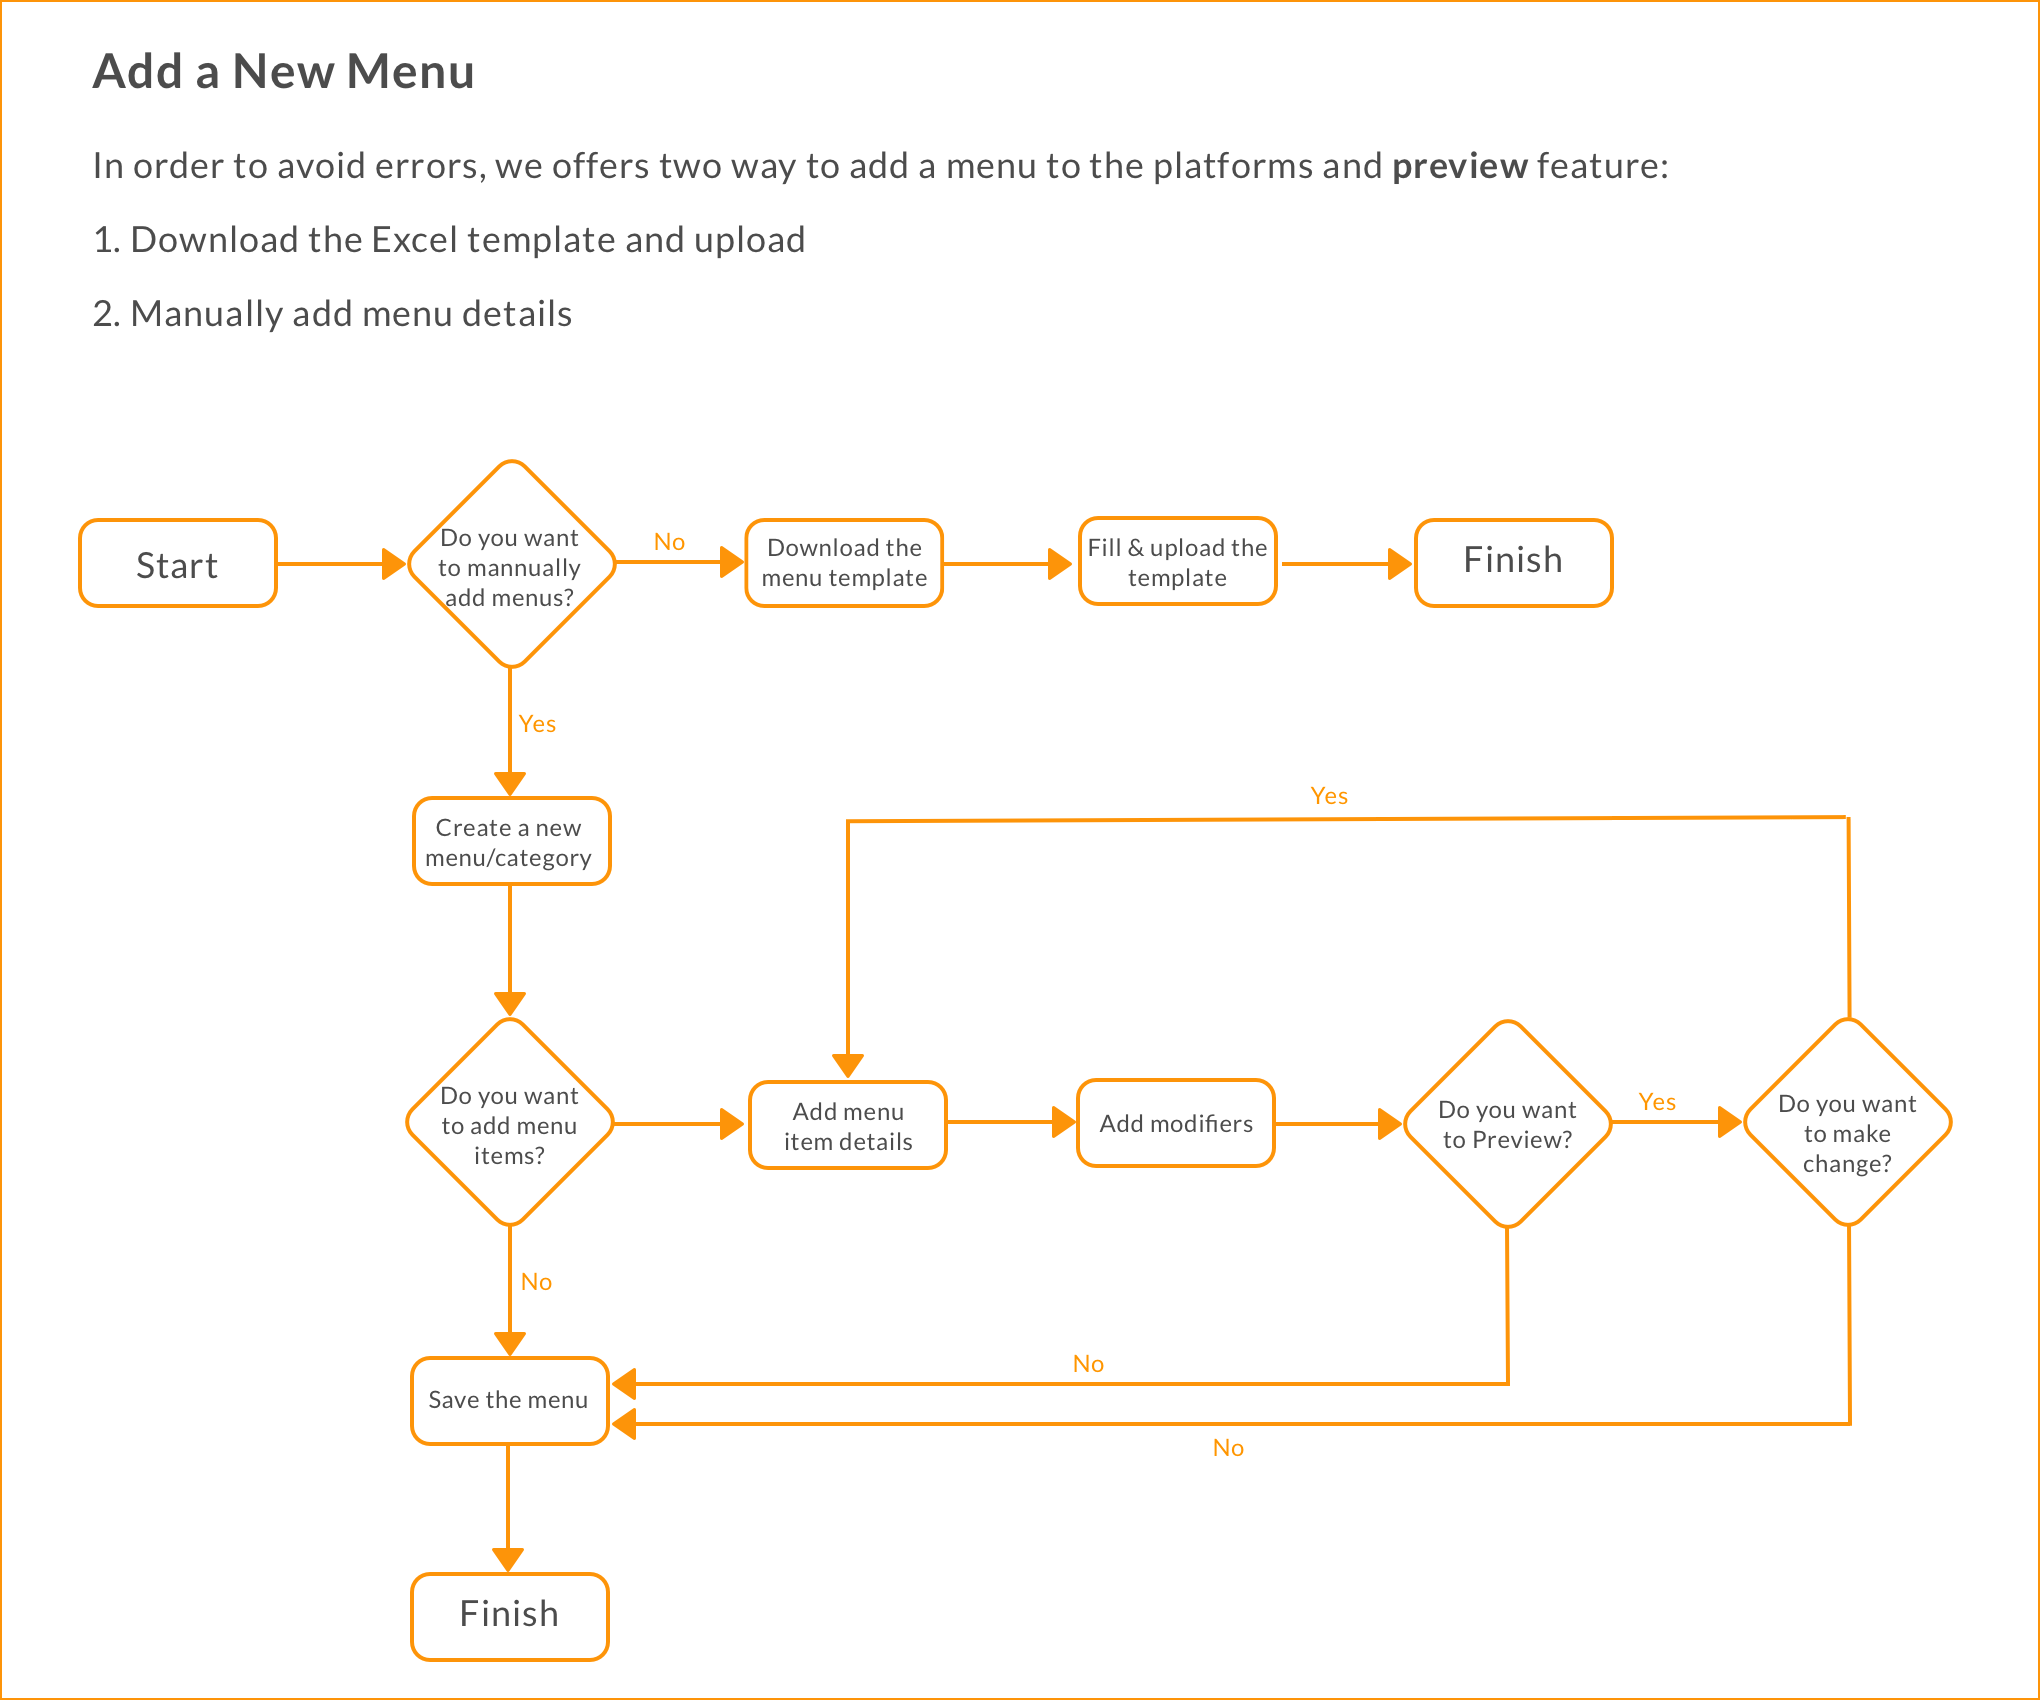 Add a New Menu
In order to avoid errors, we offers two way to add a menu to the platforms and preview feature:
1. Download the Excel template and upload
2. Manually add menu details
Start
Do you want
to mannually
add menus?
No
Download the
menu template
Fill & upload the
template
Finish
Yes
Create a new
menu/category
Yes
Do you want
to add menu
items?
Add menu
item details
Add modifiers
Do you want
to Preview?
Yes
Do you want
to make
change?
No
Save the menu
No
No
Finish